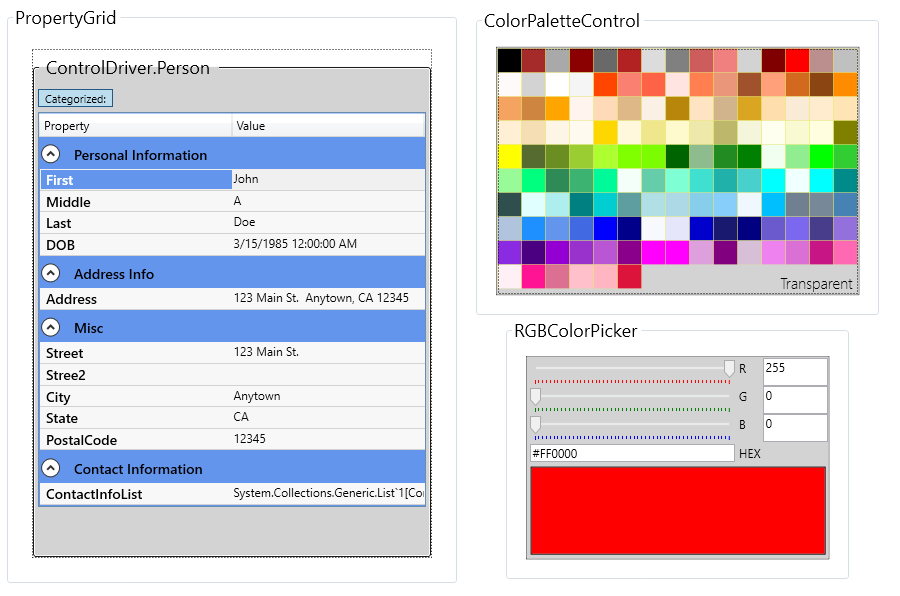 PropertyGrid
ControlDriver.Person
Categorized:
Property Value
Personal Information
First John
Middle A
Last Doe
DOB 3/15/1985 12:00:00 AM
Address Info
Address 123 Main St.  Anytown, CA 12345
Misc
Street 123 Main St.
Stree2
City Anytown
State CA
PostalCode 12345
Contact Information
ContactInfoList System.Collections.Generic.List`1[Co
ColorPaletteControl
Transparent
RGBColorPicker
R 255
G 0
B 0
#FF0000 HEX